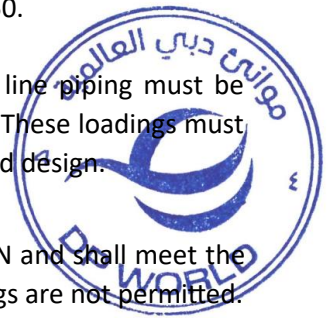 0.
line piping must be
These loadings must
d design.
N and shall meet the
gs are not permitted.
موانئ دبي العالمية
٤
DP WORLD